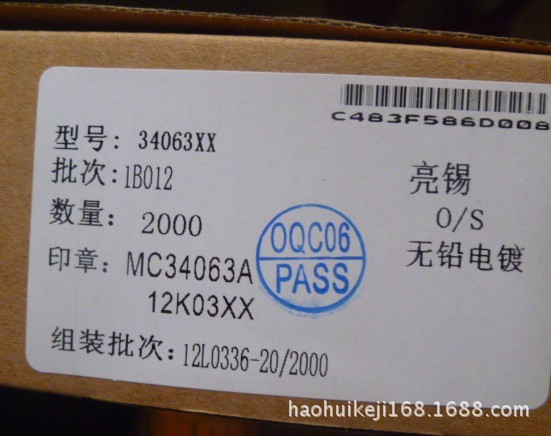 C483F586D008
型号: 34063XX
批次:1B012
亮锡
数量: 2000
O/S
印章: MC34063A
无铅电镀
12K03XX
OQC06
PASS
组装批次:12L0336-20/2000
haohuikeji168.1688.com